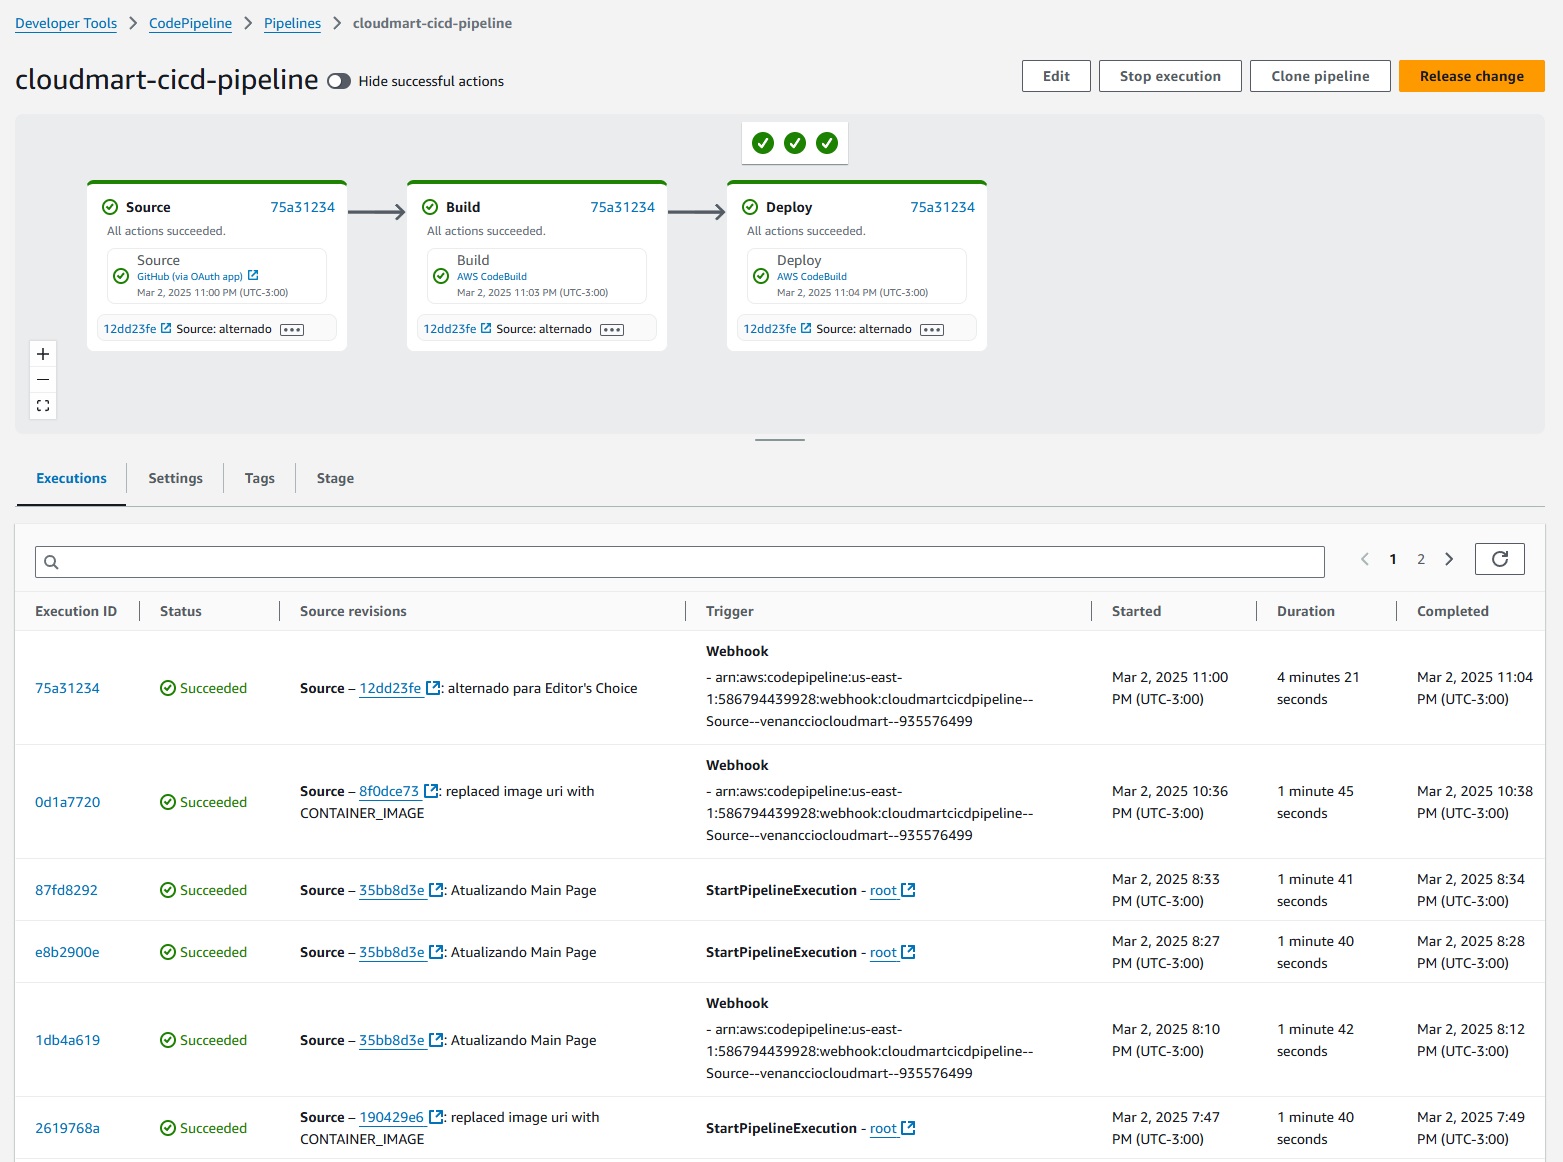 Developer Tools > CodePipeline > Pipelines > cloudmart-cicd-pipeline
cloudmart-cicd-pipeline Hide successful actions
Edit Stop execution Clone pipeline Release change
Source 75a31234
All actions succeeded.
Source
GitHub (via OAuth app)
Mar 2, 2025 11:00 PM (UTC-3:00)
12dd23fe Source: alternado
Build 75a31234
All actions succeeded.
Build
AWS CodeBuild
Mar 2, 2025 11:03 PM (UTC-3:00)
12dd23fe Source: alternado
Deploy 75a31234
All actions succeeded.
Deploy
AWS CodeBuild
Mar 2, 2025 11:04 PM (UTC-3:00)
12dd23fe Source: alternado
Executions Settings Tags Stage
1 2
Execution ID Status Source revisions Trigger Started Duration Completed
75a31234
Succeeded
Source – 12dd23fe : alternado para Editor's Choice
Webhook
- arn:aws:codepipeline:us-east-
1:586794439928:webhook:cloudmartcicdpipeline--
Source--venancciocloudmart--935576499
Mar 2, 2025 11:00
PM (UTC-3:00)
4 minutes 21
seconds
Mar 2, 2025 11:04
PM (UTC-3:00)
0d1a7720
Succeeded
Source – 8f0dce73 : replaced image uri with
CONTAINER_IMAGE
Webhook
- arn:aws:codepipeline:us-east-
1:586794439928:webhook:cloudmartcicdpipeline--
Source--venancciocloudmart--935576499
Mar 2, 2025 10:36
PM (UTC-3:00)
1 minute 45
seconds
Mar 2, 2025 10:38
PM (UTC-3:00)
87fd8292
Succeeded
Source – 35bb8d3e : Atualizando Main Page
StartPipelineExecution - root
Mar 2, 2025 8:33
PM (UTC-3:00)
1 minute 41
seconds
Mar 2, 2025 8:34
PM (UTC-3:00)
e8b2900e
Succeeded
Source – 35bb8d3e : Atualizando Main Page
StartPipelineExecution - root
Mar 2, 2025 8:27
PM (UTC-3:00)
1 minute 40
seconds
Mar 2, 2025 8:28
PM (UTC-3:00)
1db4a619
Succeeded
Source – 35bb8d3e : Atualizando Main Page
Webhook
- arn:aws:codepipeline:us-east-
1:586794439928:webhook:cloudmartcicdpipeline--
Source--venancciocloudmart--935576499
Mar 2, 2025 8:10
PM (UTC-3:00)
1 minute 42
seconds
Mar 2, 2025 8:12
PM (UTC-3:00)
2619768a
Succeeded
Source – 190429e6 : replaced image uri with
CONTAINER_IMAGE
StartPipelineExecution - root
Mar 2, 2025 7:47
PM (UTC-3:00)
1 minute 40
seconds
Mar 2, 2025 7:49
PM (UTC-3:00)